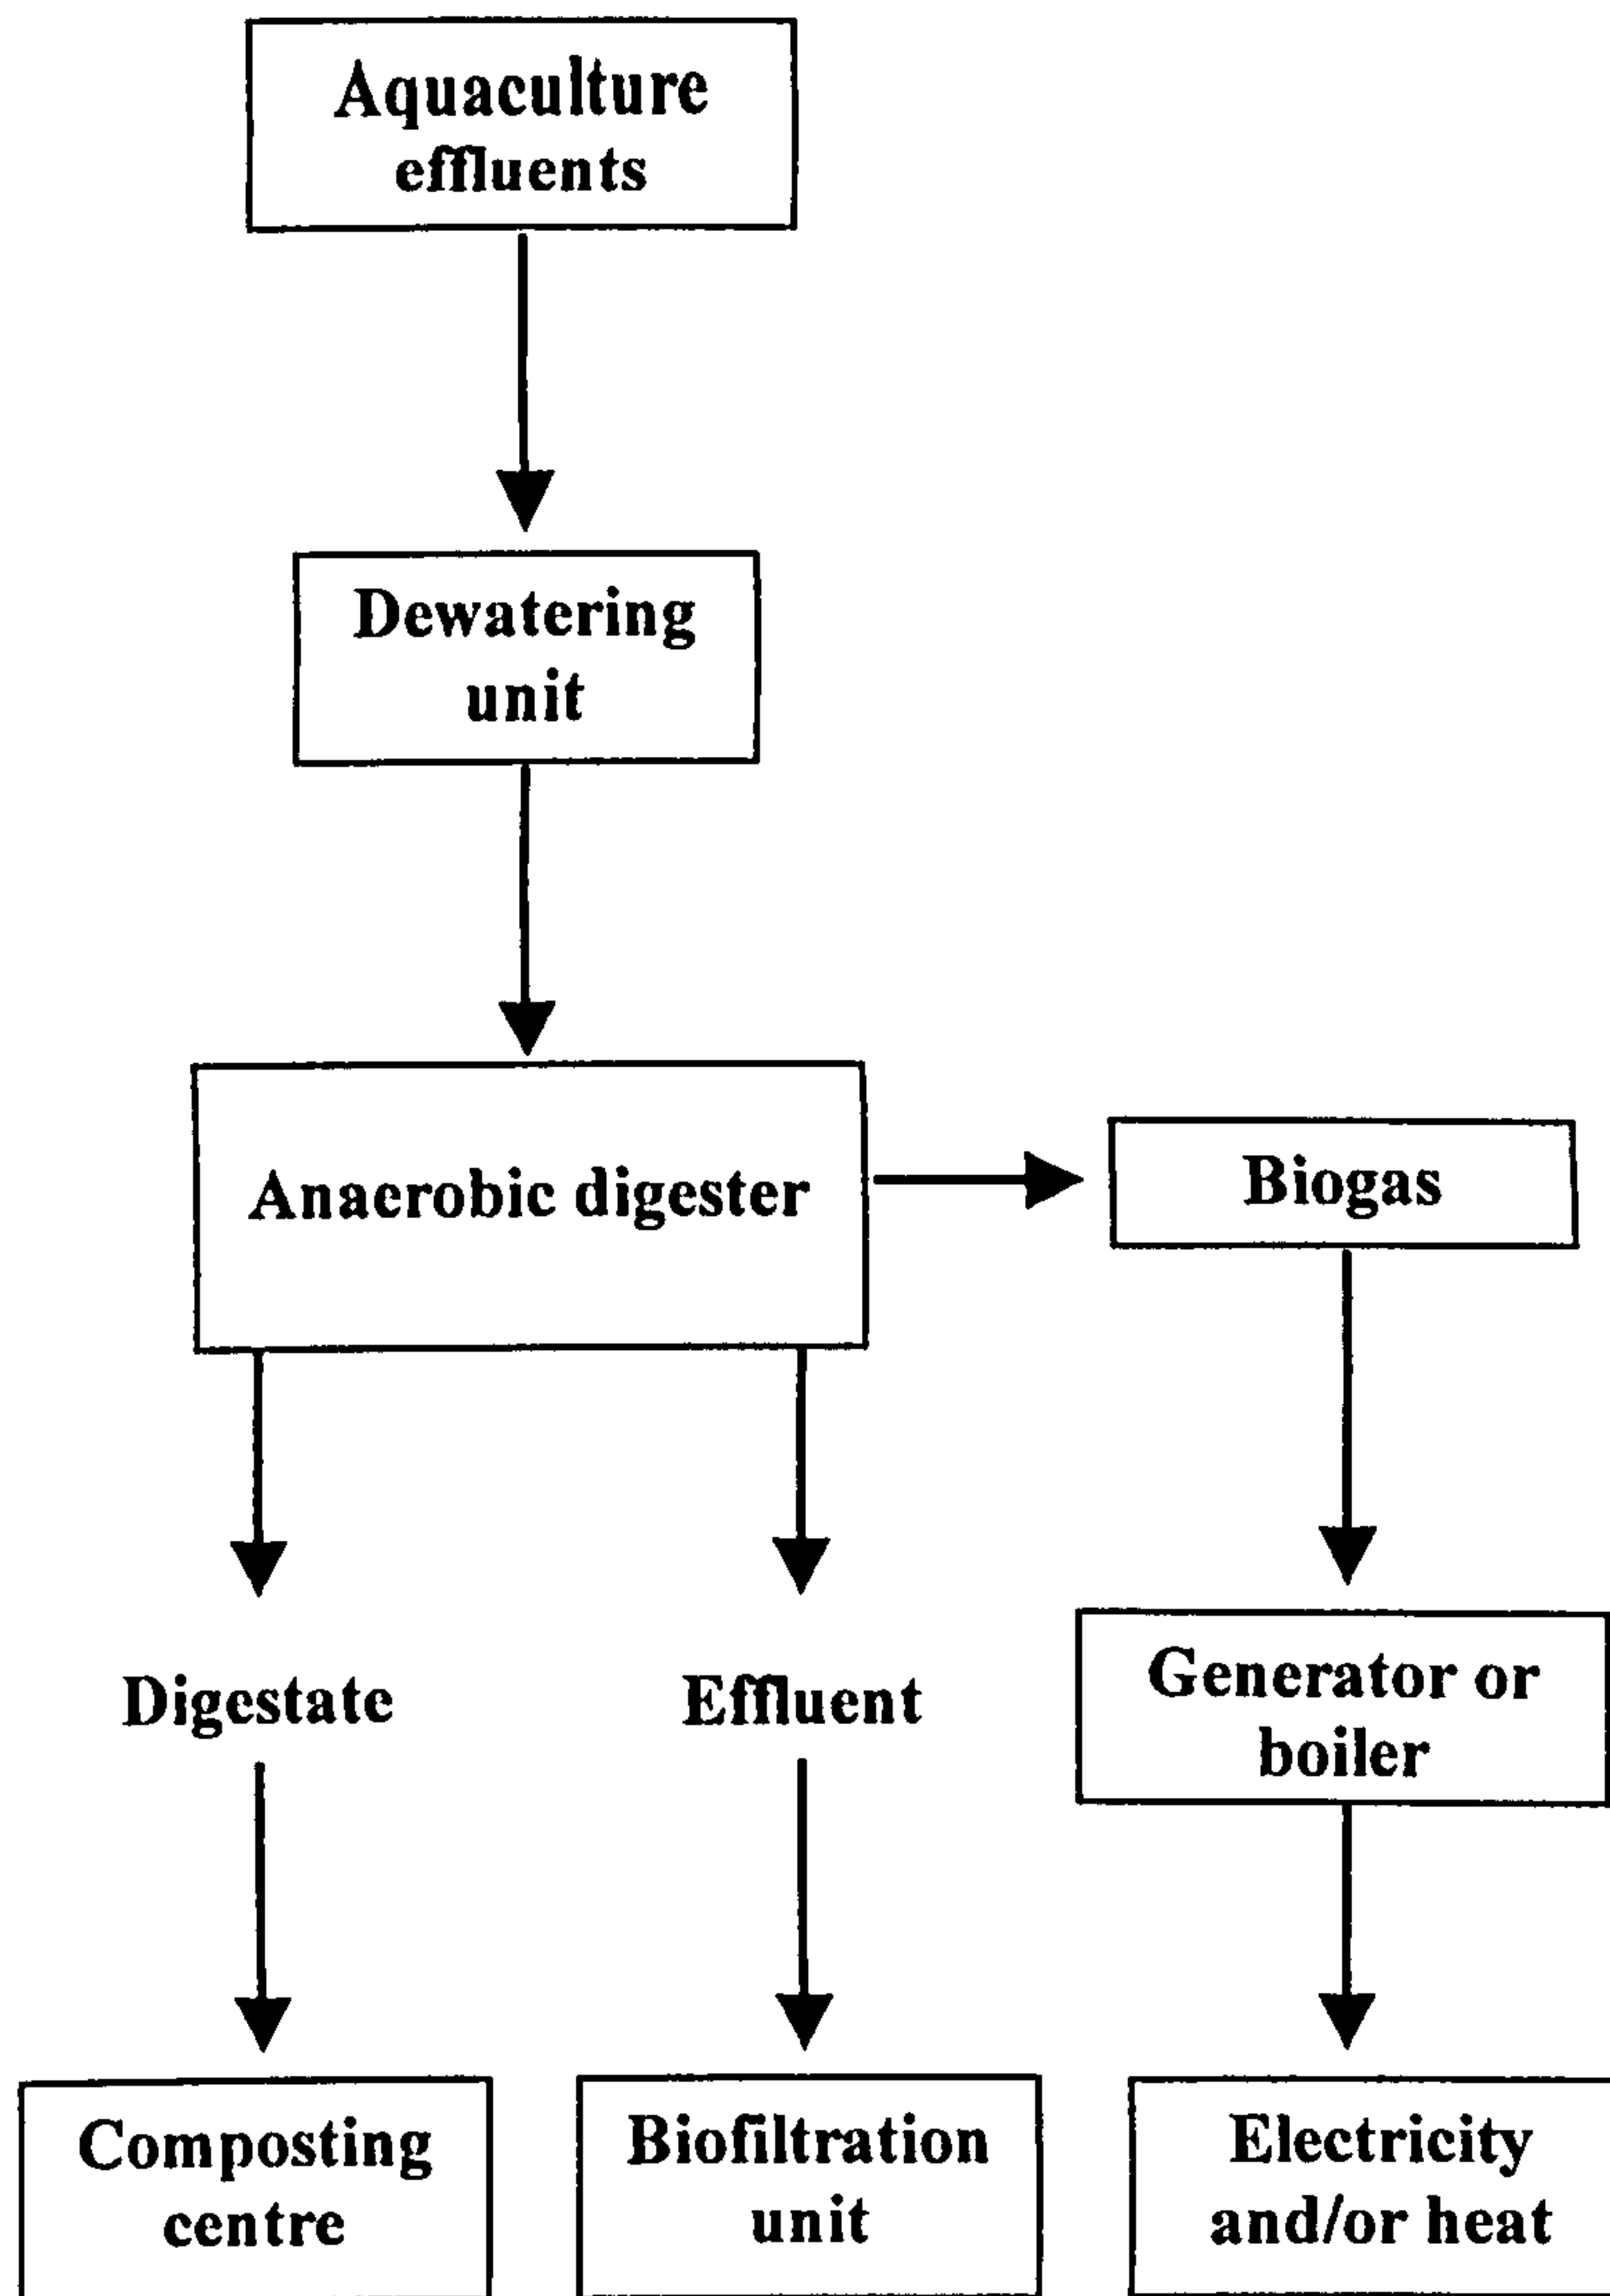 Aquaculture
effluents
Dewatering
unit
Anaerobic digester
Biogas
Digestate
Effluent
Generator or
boiler
Composting
centre
Biofiltration
unit
Electricity
and/or heat